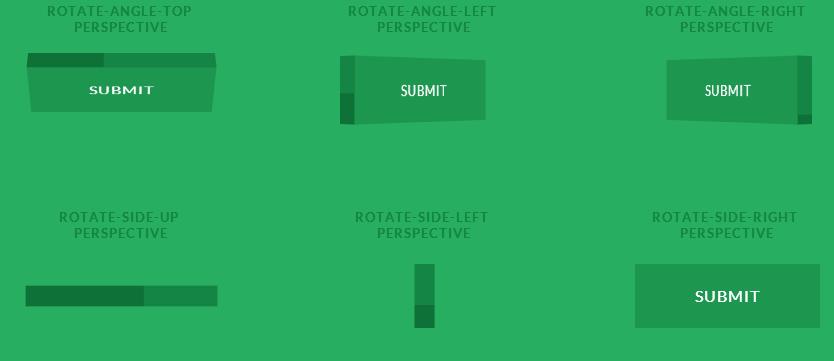 ROTATE-ANGLE-TOP
PERSPECTIVE
SUBMIT
ROTATE-ANGLE-LEFT
PERSPECTIVE
SUBMIT
ROTATE-ANGLE-RIGHT
PERSPECTIVE
SUBMIT
ROTATE-SIDE-UP
PERSPECTIVE
ROTATE-SIDE-LEFT
PERSPECTIVE
ROTATE-SIDE-RIGHT
PERSPECTIVE
SUBMIT